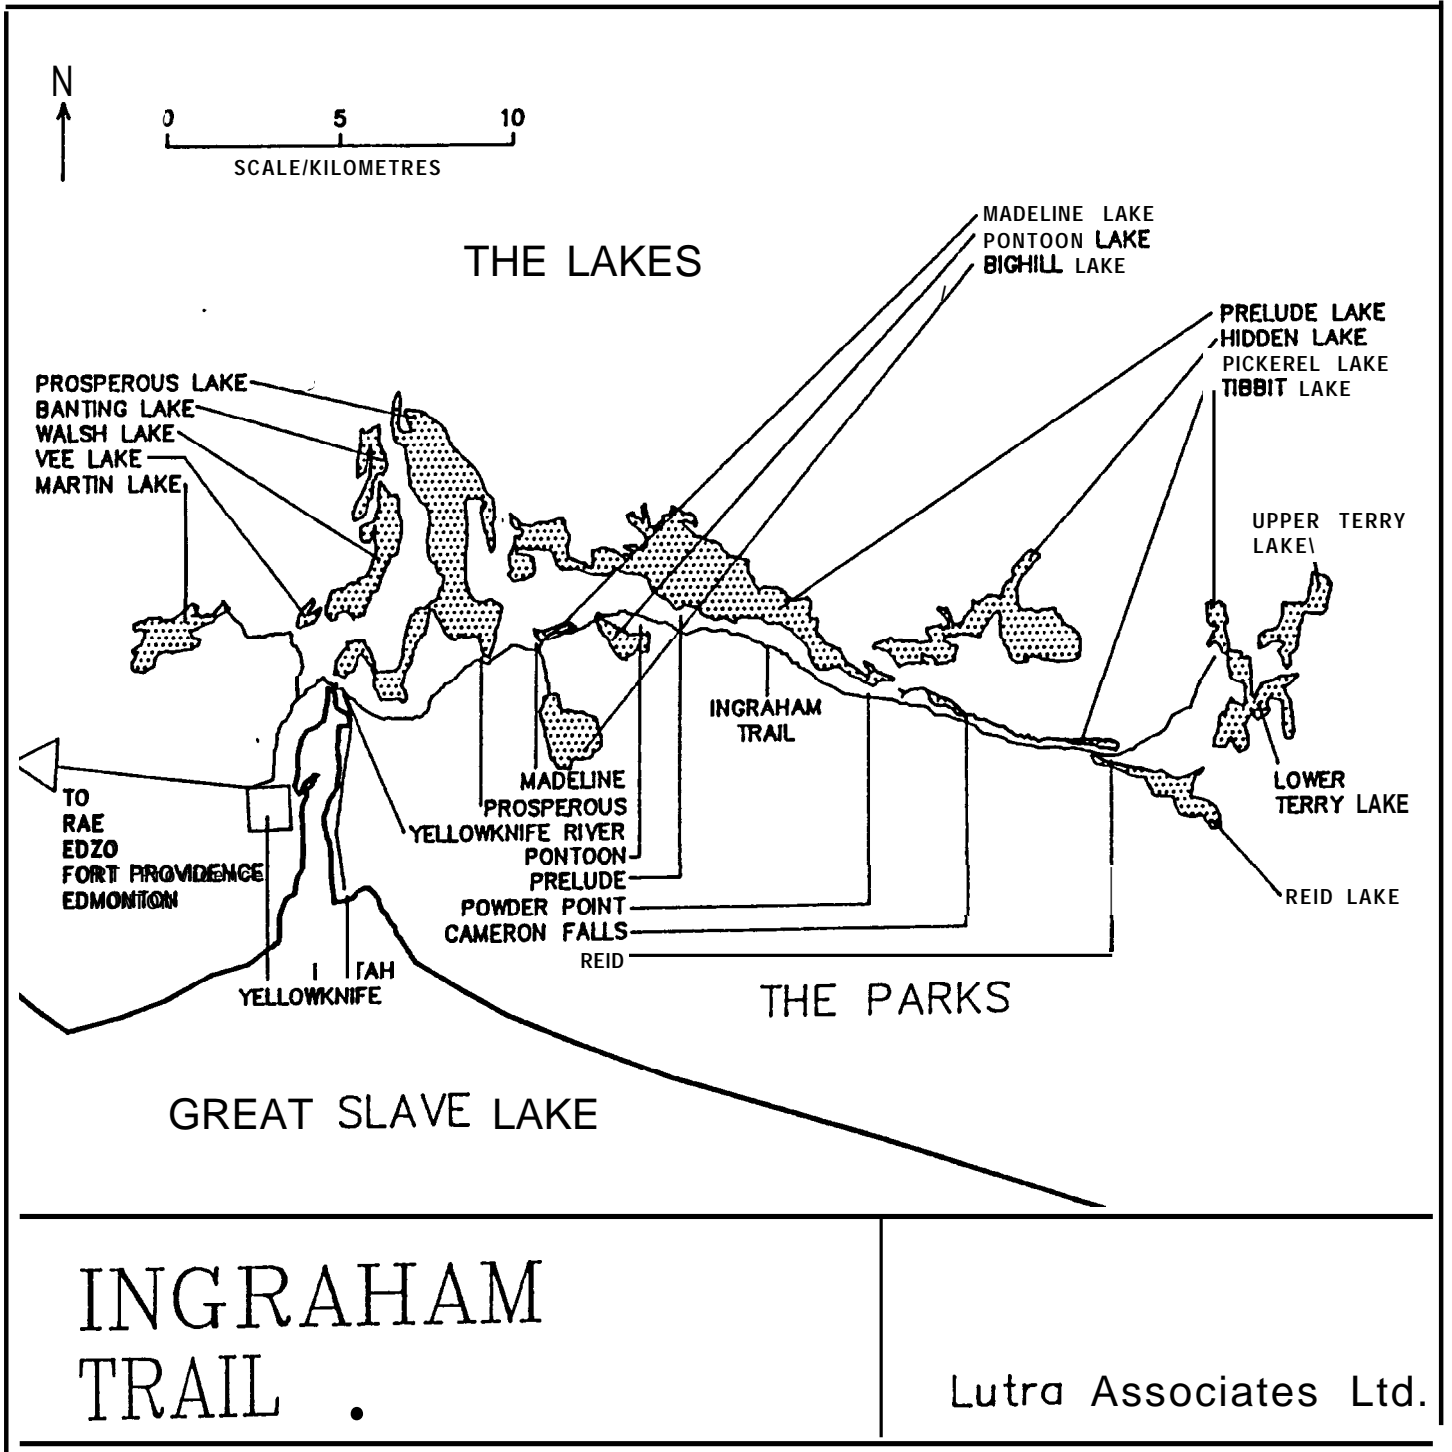 N
0 5 10
SCALE/KILOMETRES
THE LAKES
MADELINE LAKE
PONTOON LAKE
BIGHILL LAKE
PRELUDE LAKE
HIDDEN LAKE
PICKEREL LAKE
TIBBIT LAKE
PROSPEROUS LAKE
BANTING LAKE
WALSH LAKE
VEE LAKE
MARTIN LAKE
UPPER TERRY
LAKE
INGRAHAM
TRAIL
LOWER
TERRY LAKE
REID LAKE
TO
RAE
EDZO
FORT PROVIDENCE
EDMONTON
MADELINE
PROSPEROUS
YELLOWKNIFE RIVER
PONTOON
PRELUDE
POWDER POINT
CAMERON FALLS
REID
TAH
YELLOWKNIFE
THE PARKS
GREAT SLAVE LAKE
INGRAHAM
TRAIL .
Lutra Associates Ltd.